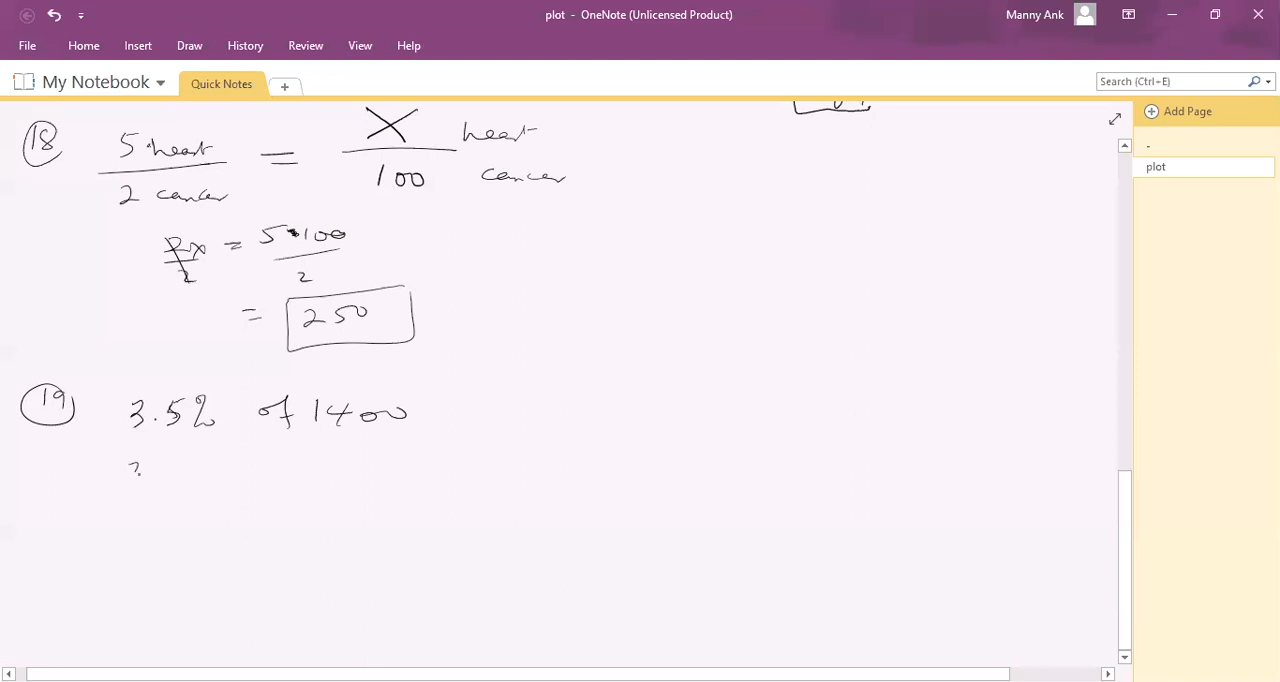 plot - OneNote (Unlicensed Product)
Manny Ank
File Home Insert Draw History Review View Help
My Notebook Quick Notes
Search (Ctrl+E)
Add Page
-
plot
18
5 heart = X heart
2 cancer 100 cancer
2x = 5 · 100
2 2
= 250
19 3.5% of 1400